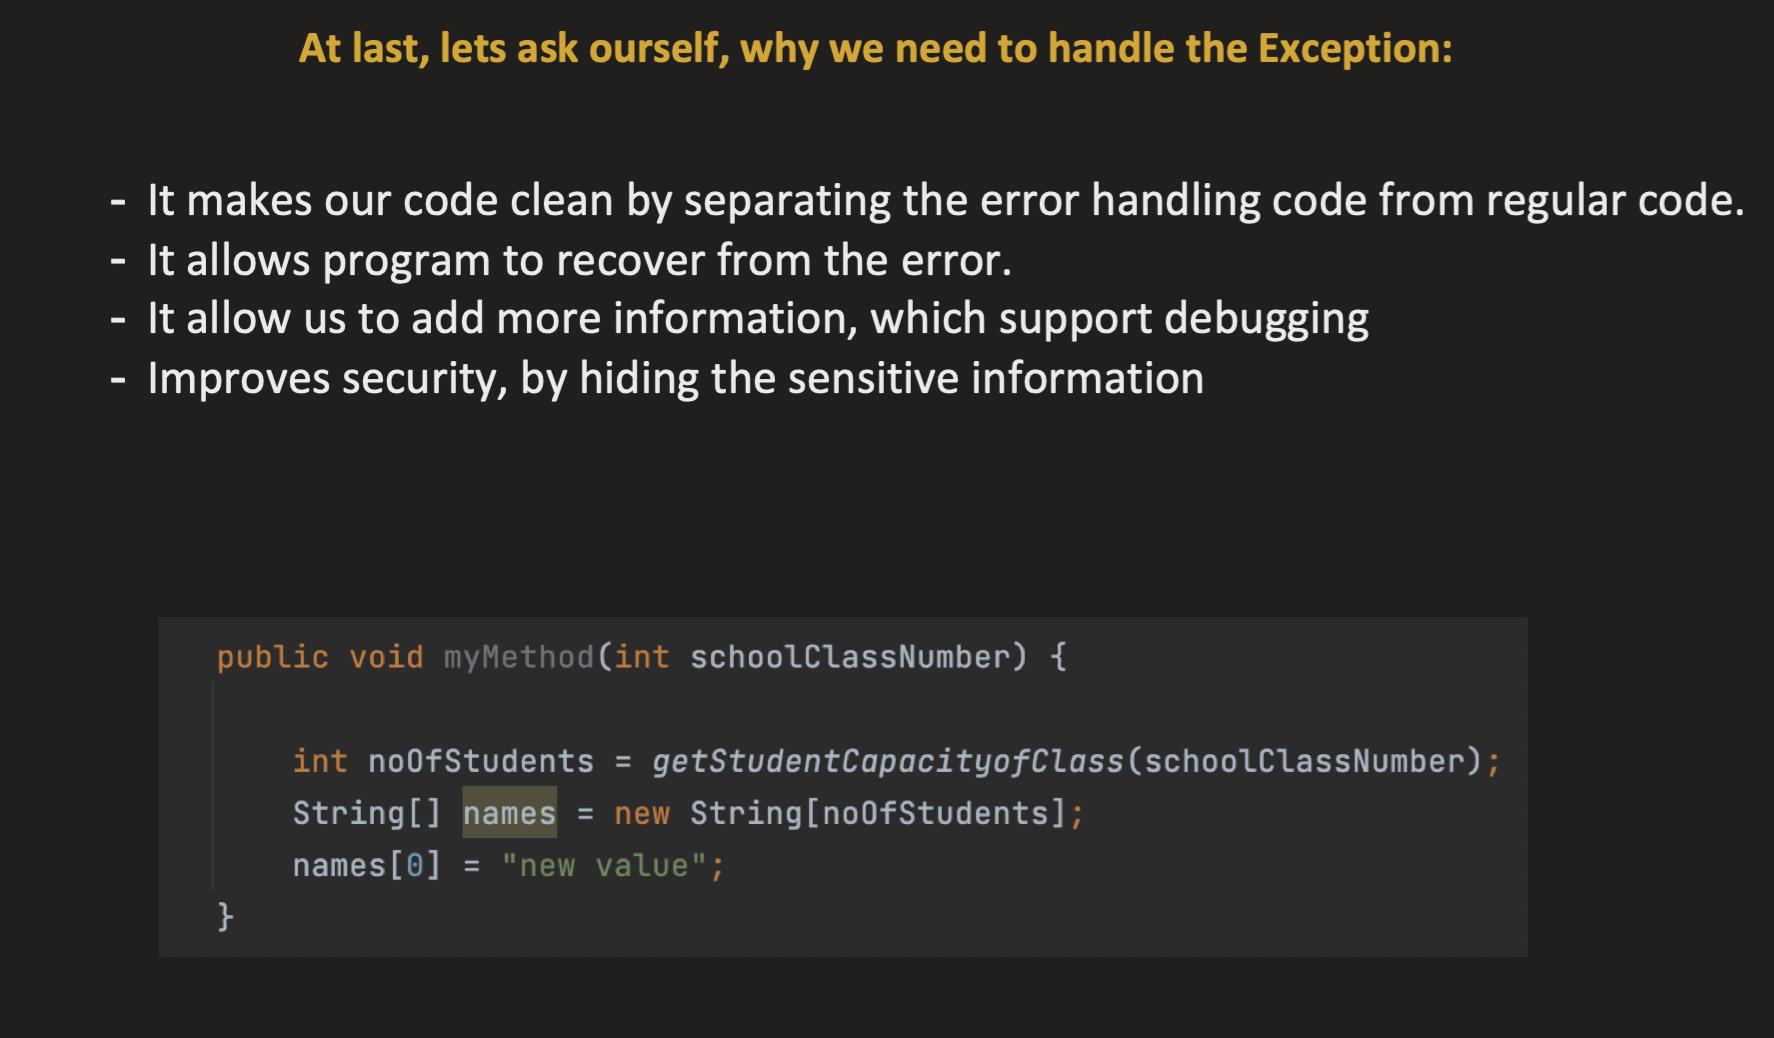 At last, lets ask ourself, why we need to handle the Exception:
- It makes our code clean by separating the error handling code from regular code.
- It allows program to recover from the error.
- It allow us to add more information, which support debugging
- Improves security, by hiding the sensitive information
public void myMethod(int schoolClassNumber) {
int noOfStudents = getStudentCapacityofClass(schoolClassNumber);
String[] names = new String[noOfStudents];
names[0] = "new value";
}